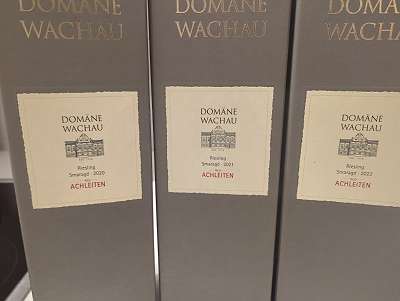 DOMÄNE
WACHAU
DOMÄNE
WACHAU
Riesling
Smaragd · 2020
ACHLEITEN
DOMÄNE
WACHAU
DOMÄNE
WACHAU
Riesling
Smaragd · 2021
ACHLEITEN
DOMÄNE
WACHAU
DOMÄNE
WACHAU
Riesling
Smaragd · 2022
ACHLEITEN